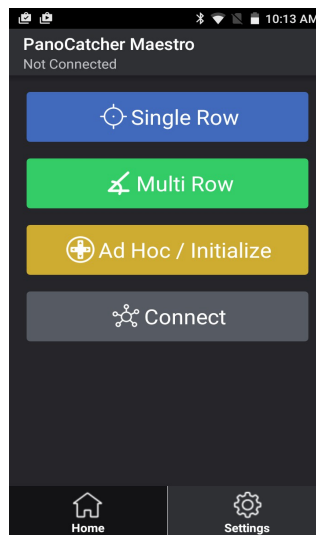 10:13 AM
PanoCatcher Maestro
Not Connected
Single Row
Multi Row
Ad Hoc / Initialize
Connect
Home Settings